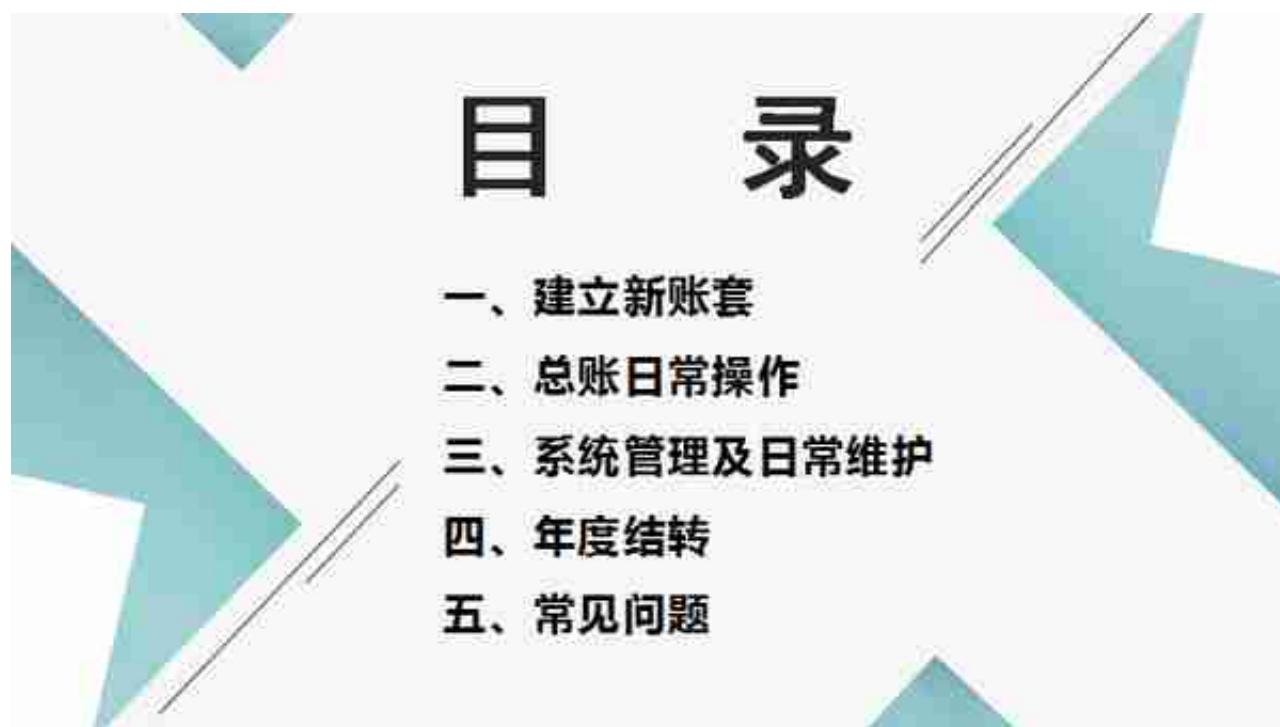 目 录
一、建立新账套
二、总账日常操作
三、系统管理及日常维护
四、年度结转
五、常见问题